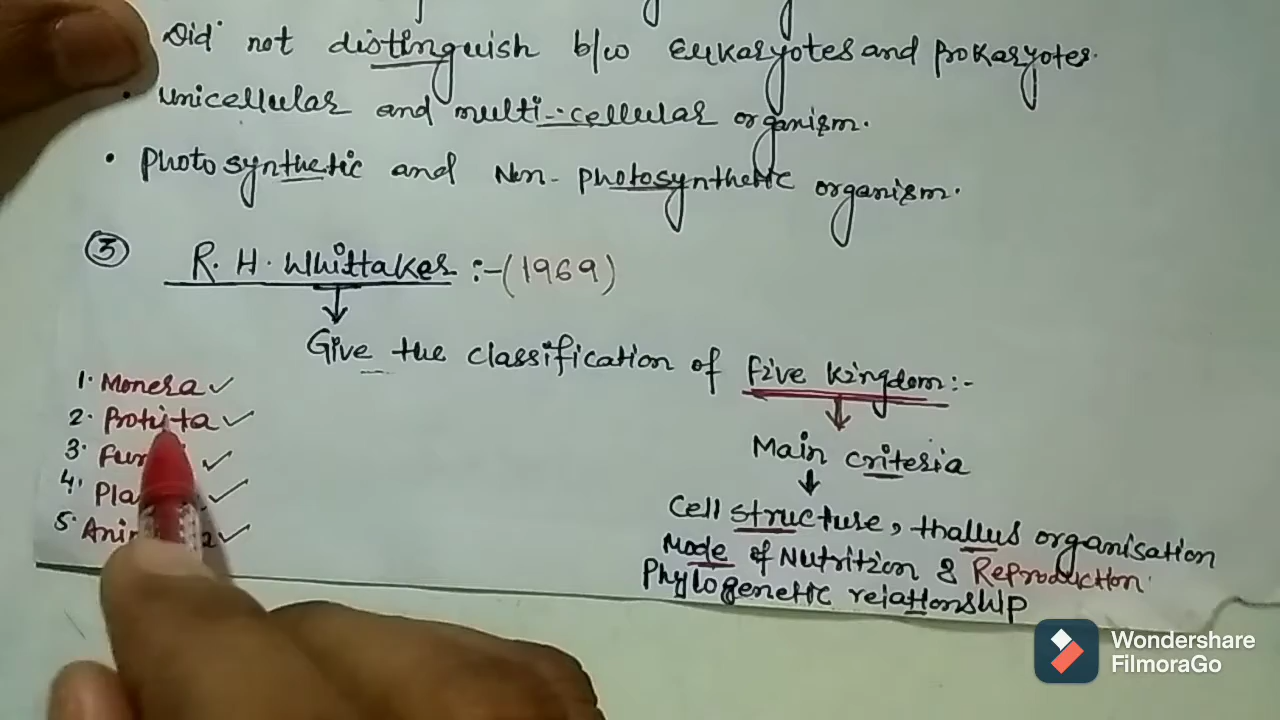 Did not distinguish b/w Eukaryotes and Prokaryotes.
• Unicellular and multi-cellular organism.
• Photosynthetic and Non-photosynthetic organism.
③ R. H. Whittaker :- (1969)
Give the classification of five kingdom:-
1. Monera ✓
2. Protista ✓
3. ✓
4. ✓
5. ✓
Main criteria
Cell structure, thallus organisation
Mode of Nutrition & Reproduction.
Phylogenetic relationship
Wondershare
FilmoraGo